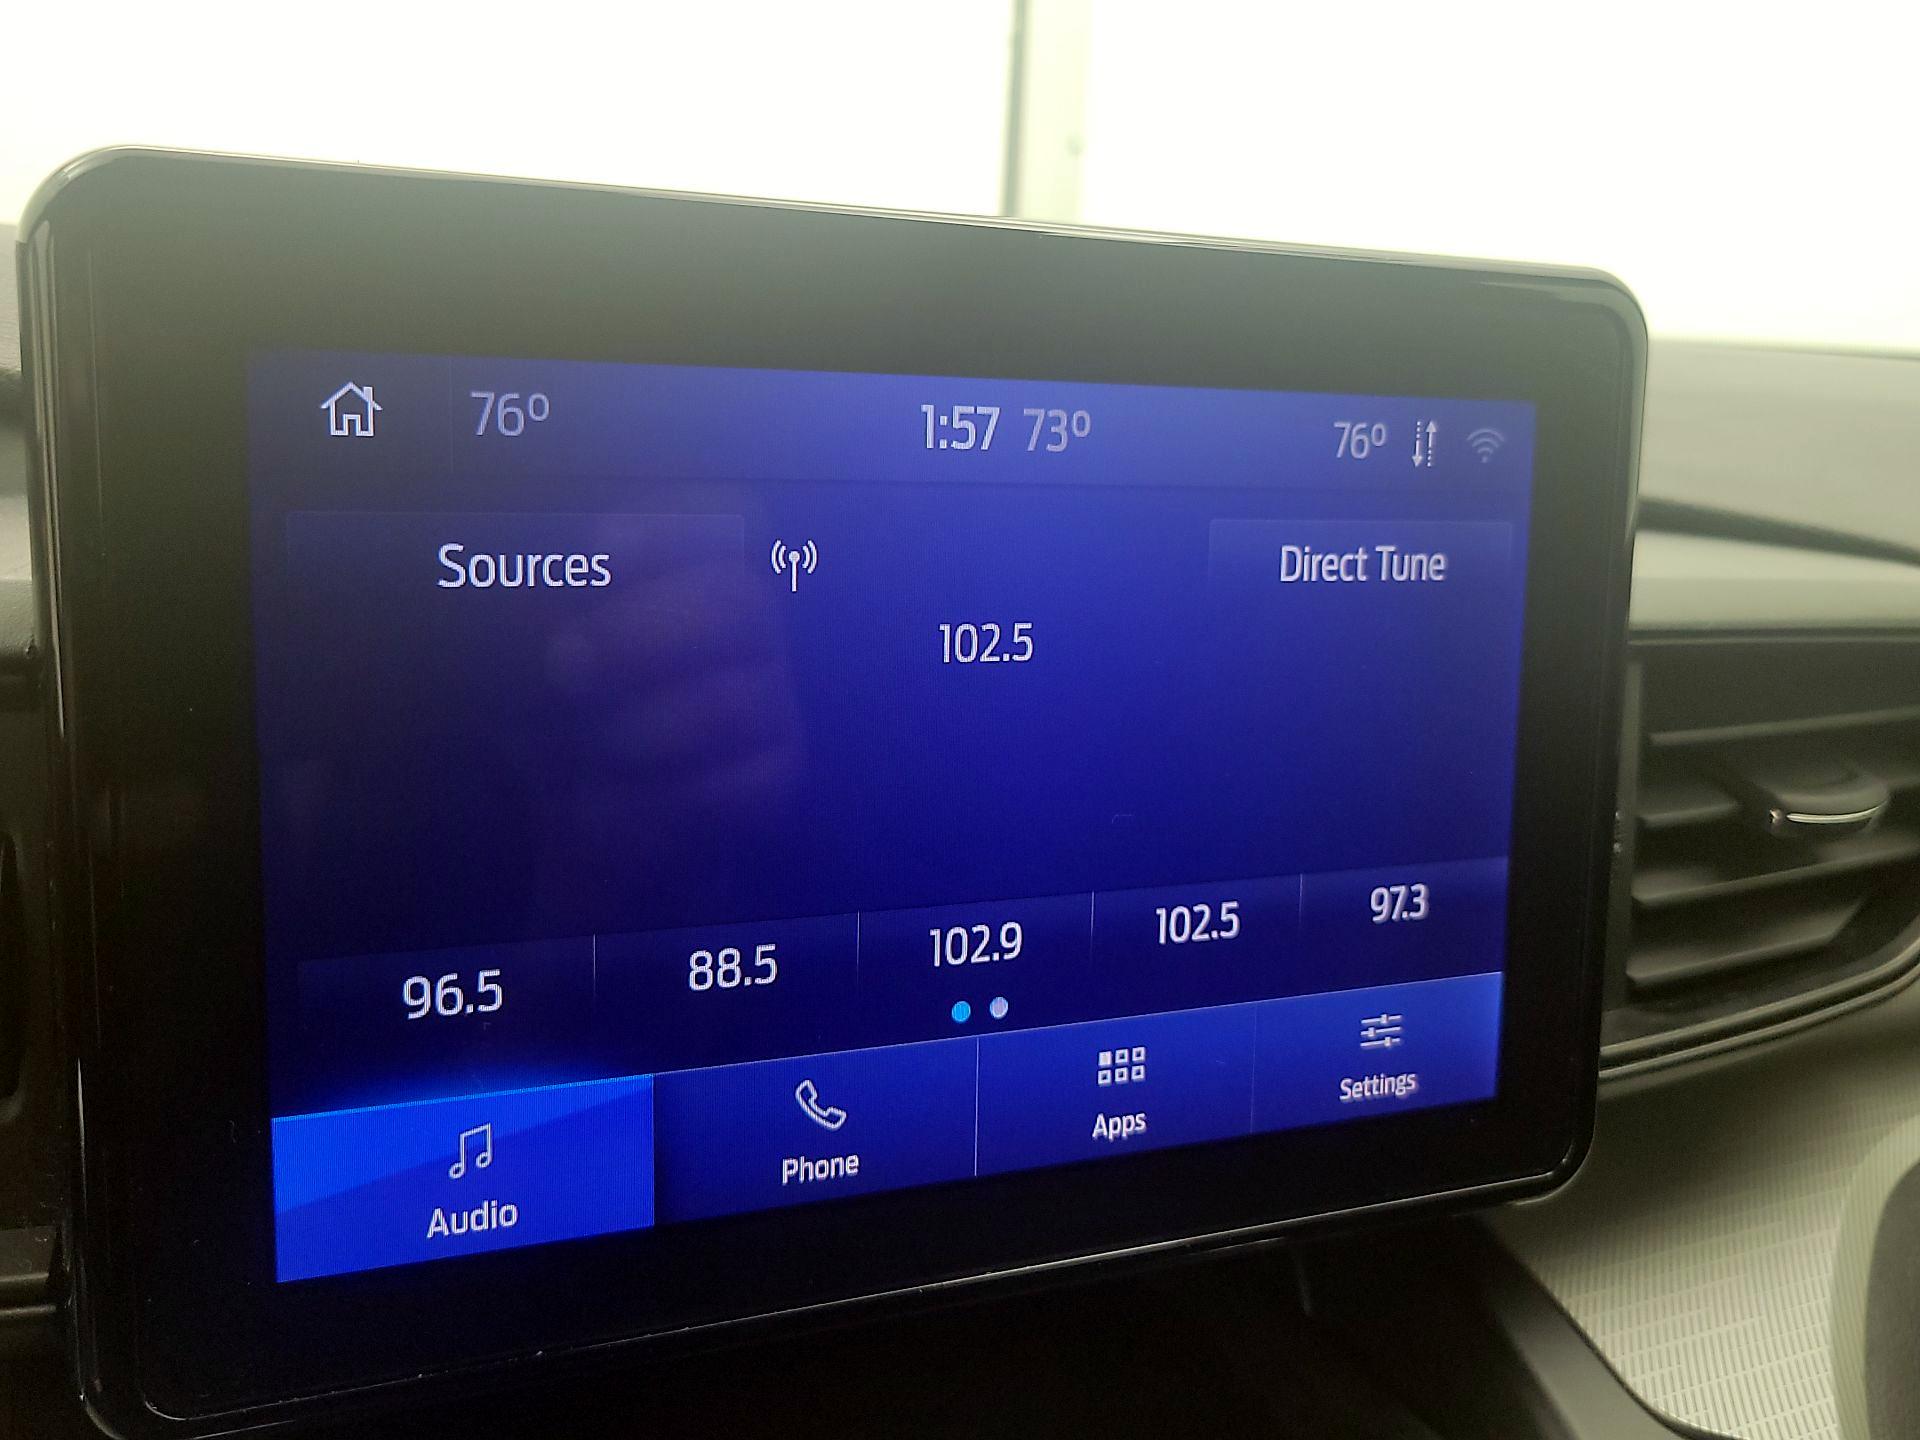 76º 1:57 73º 76º
Sources Direct Tune
102.5
96.5 88.5 102.9 102.5 97.3
Audio Phone Apps Settings